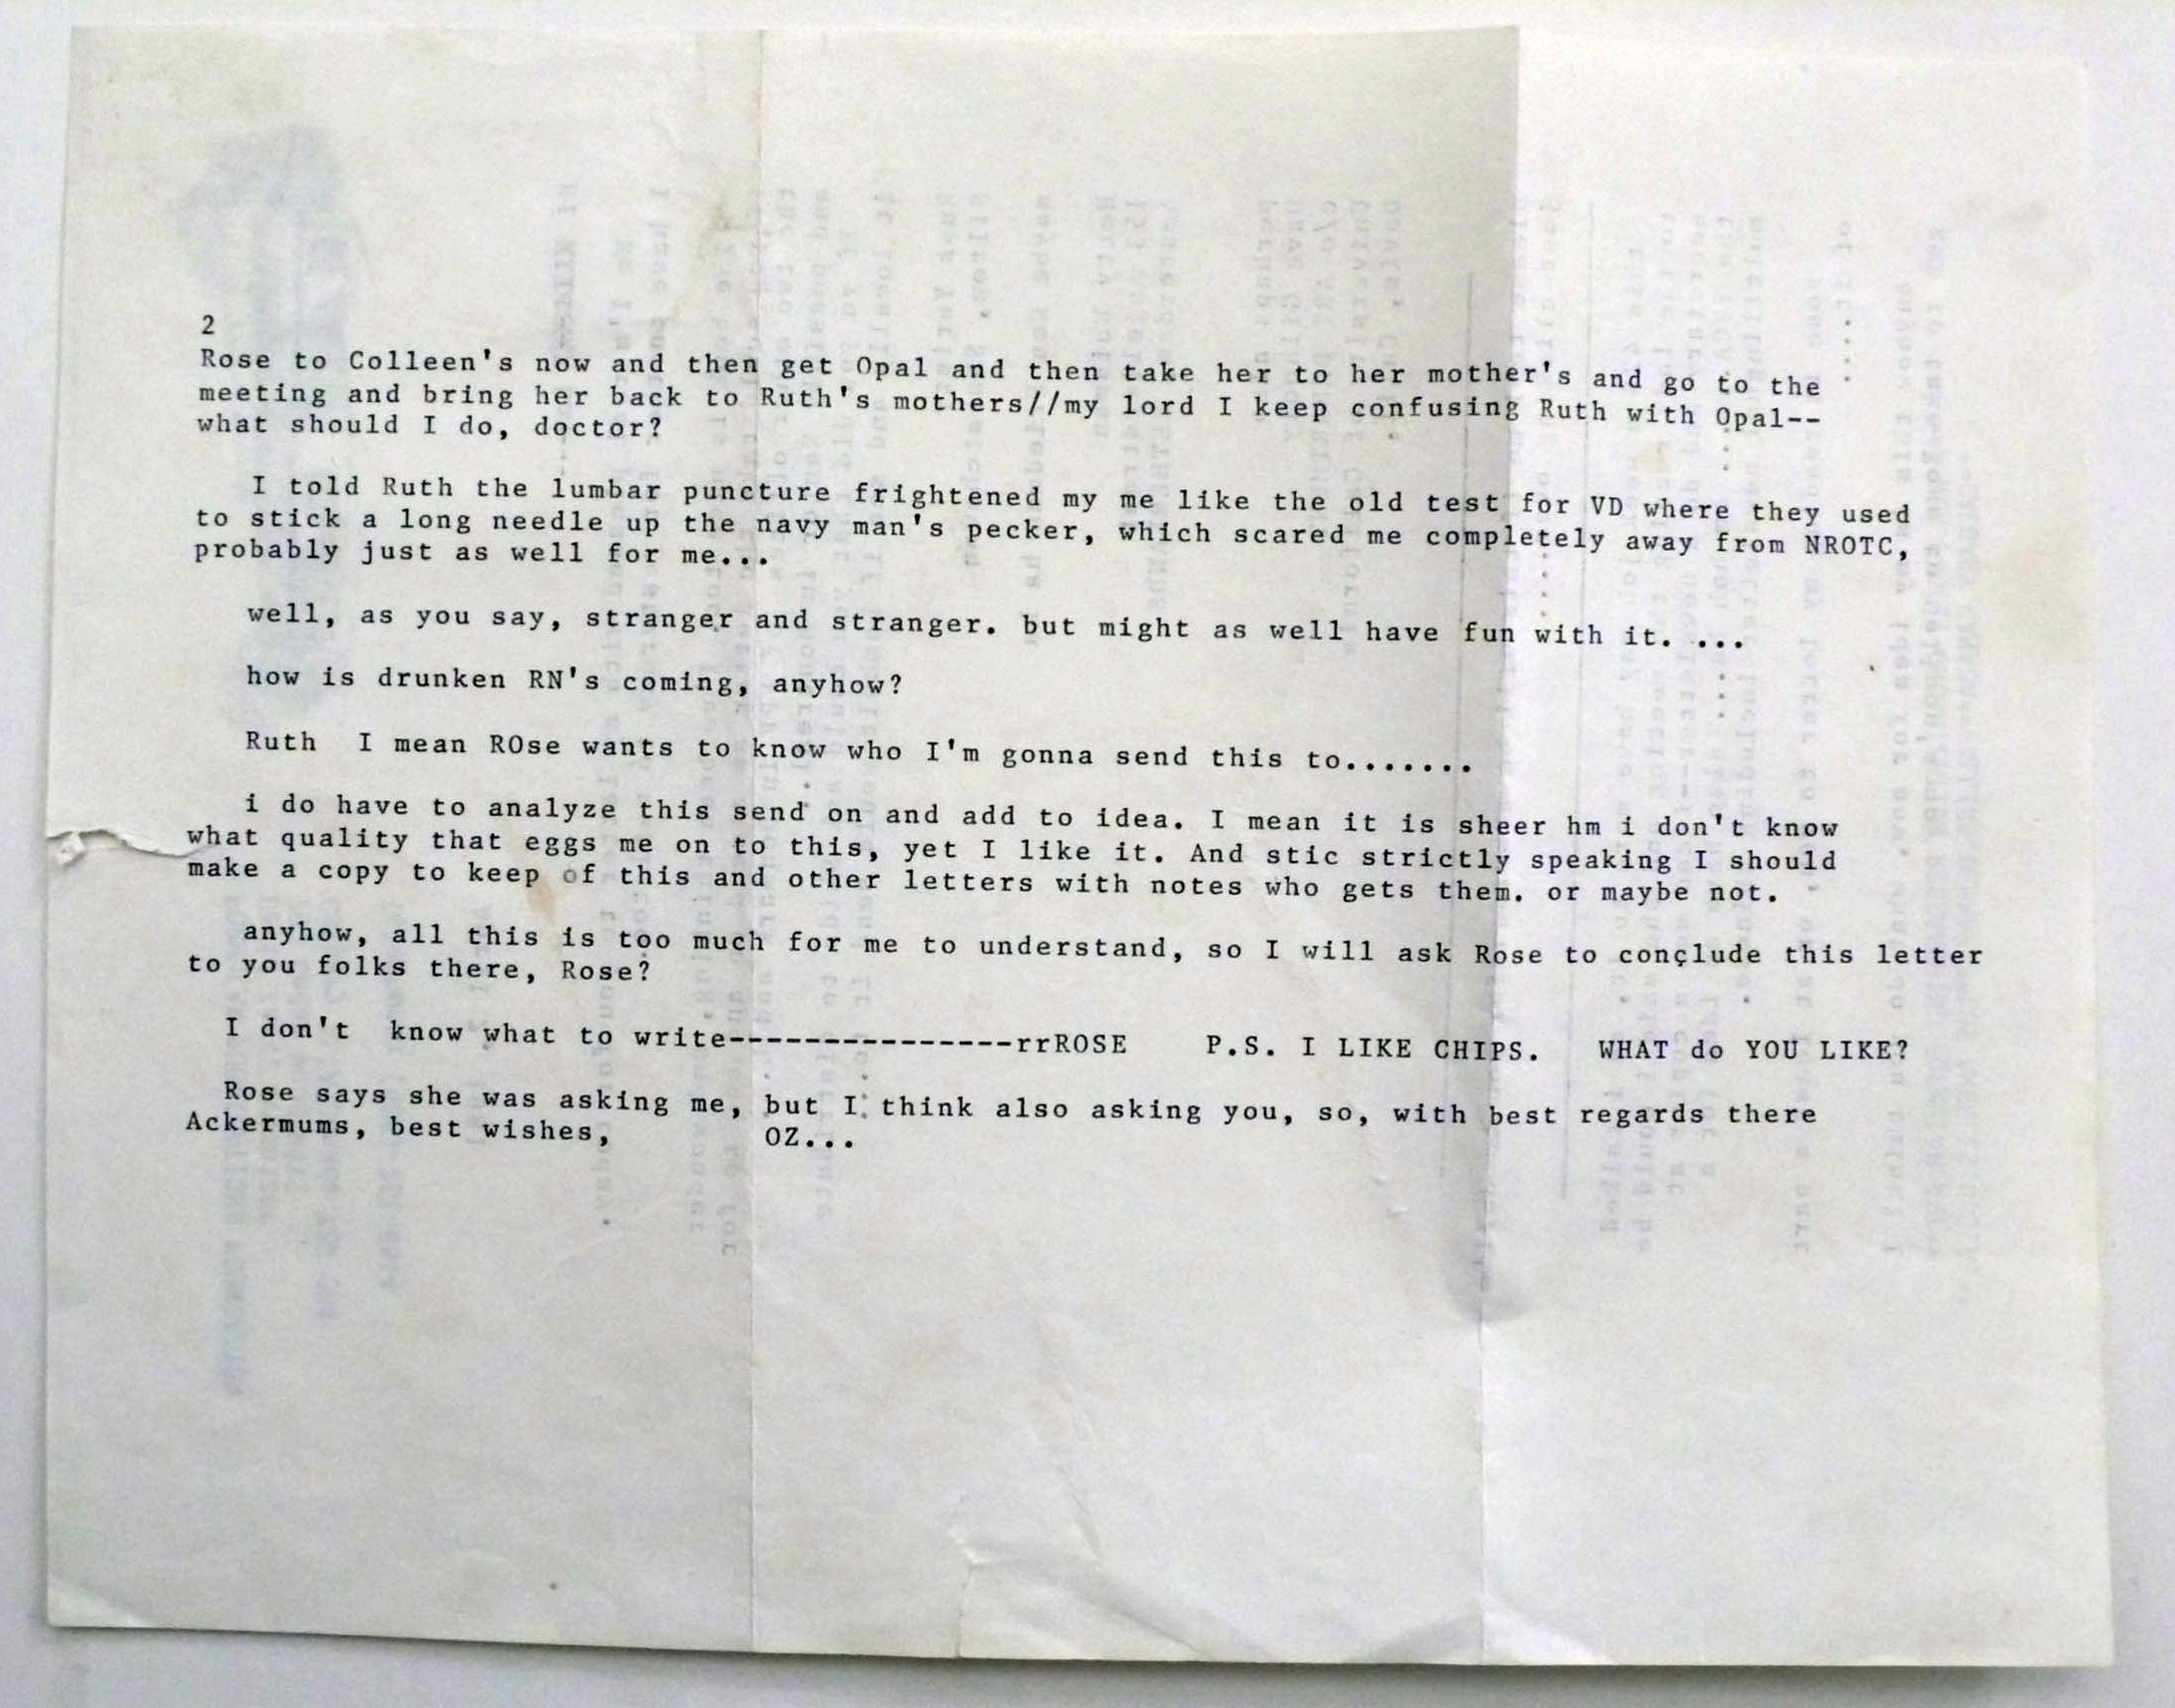 2
Rose to Colleen's now and then get Opal and then take her to her mother's and go to the
meeting and bring her back to Ruth's mothers//my lord I keep confusing Ruth with Opal--
what should I do, doctor?
I told Ruth the lumbar puncture frightened my me like the old test for VD where they used
to stick a long needle up the navy man's pecker, which scared me completely away from NROTC,
probably just as well for me...
well, as you say, stranger and stranger. but might as well have fun with it. ...
how is drunken RN's coming, anyhow?
Ruth  I mean ROse wants to know who I'm gonna send this to.......
i do have to analyze this send on and add to idea. I mean it is sheer hm i don't know
what quality that eggs me on to this, yet I like it. And stic strictly speaking I should
make a copy to keep of this and other letters with notes who gets them. or maybe not.
anyhow, all this is too much for me to understand, so I will ask Rose to conclude this letter
to you folks there, Rose?
I don't  know what to write---------------rrROSE    P.S. I LIKE CHIPS.   WHAT do YOU LIKE?
Rose says she was asking me, but I think also asking you, so, with best regards there
Ackermums, best wishes,        OZ...